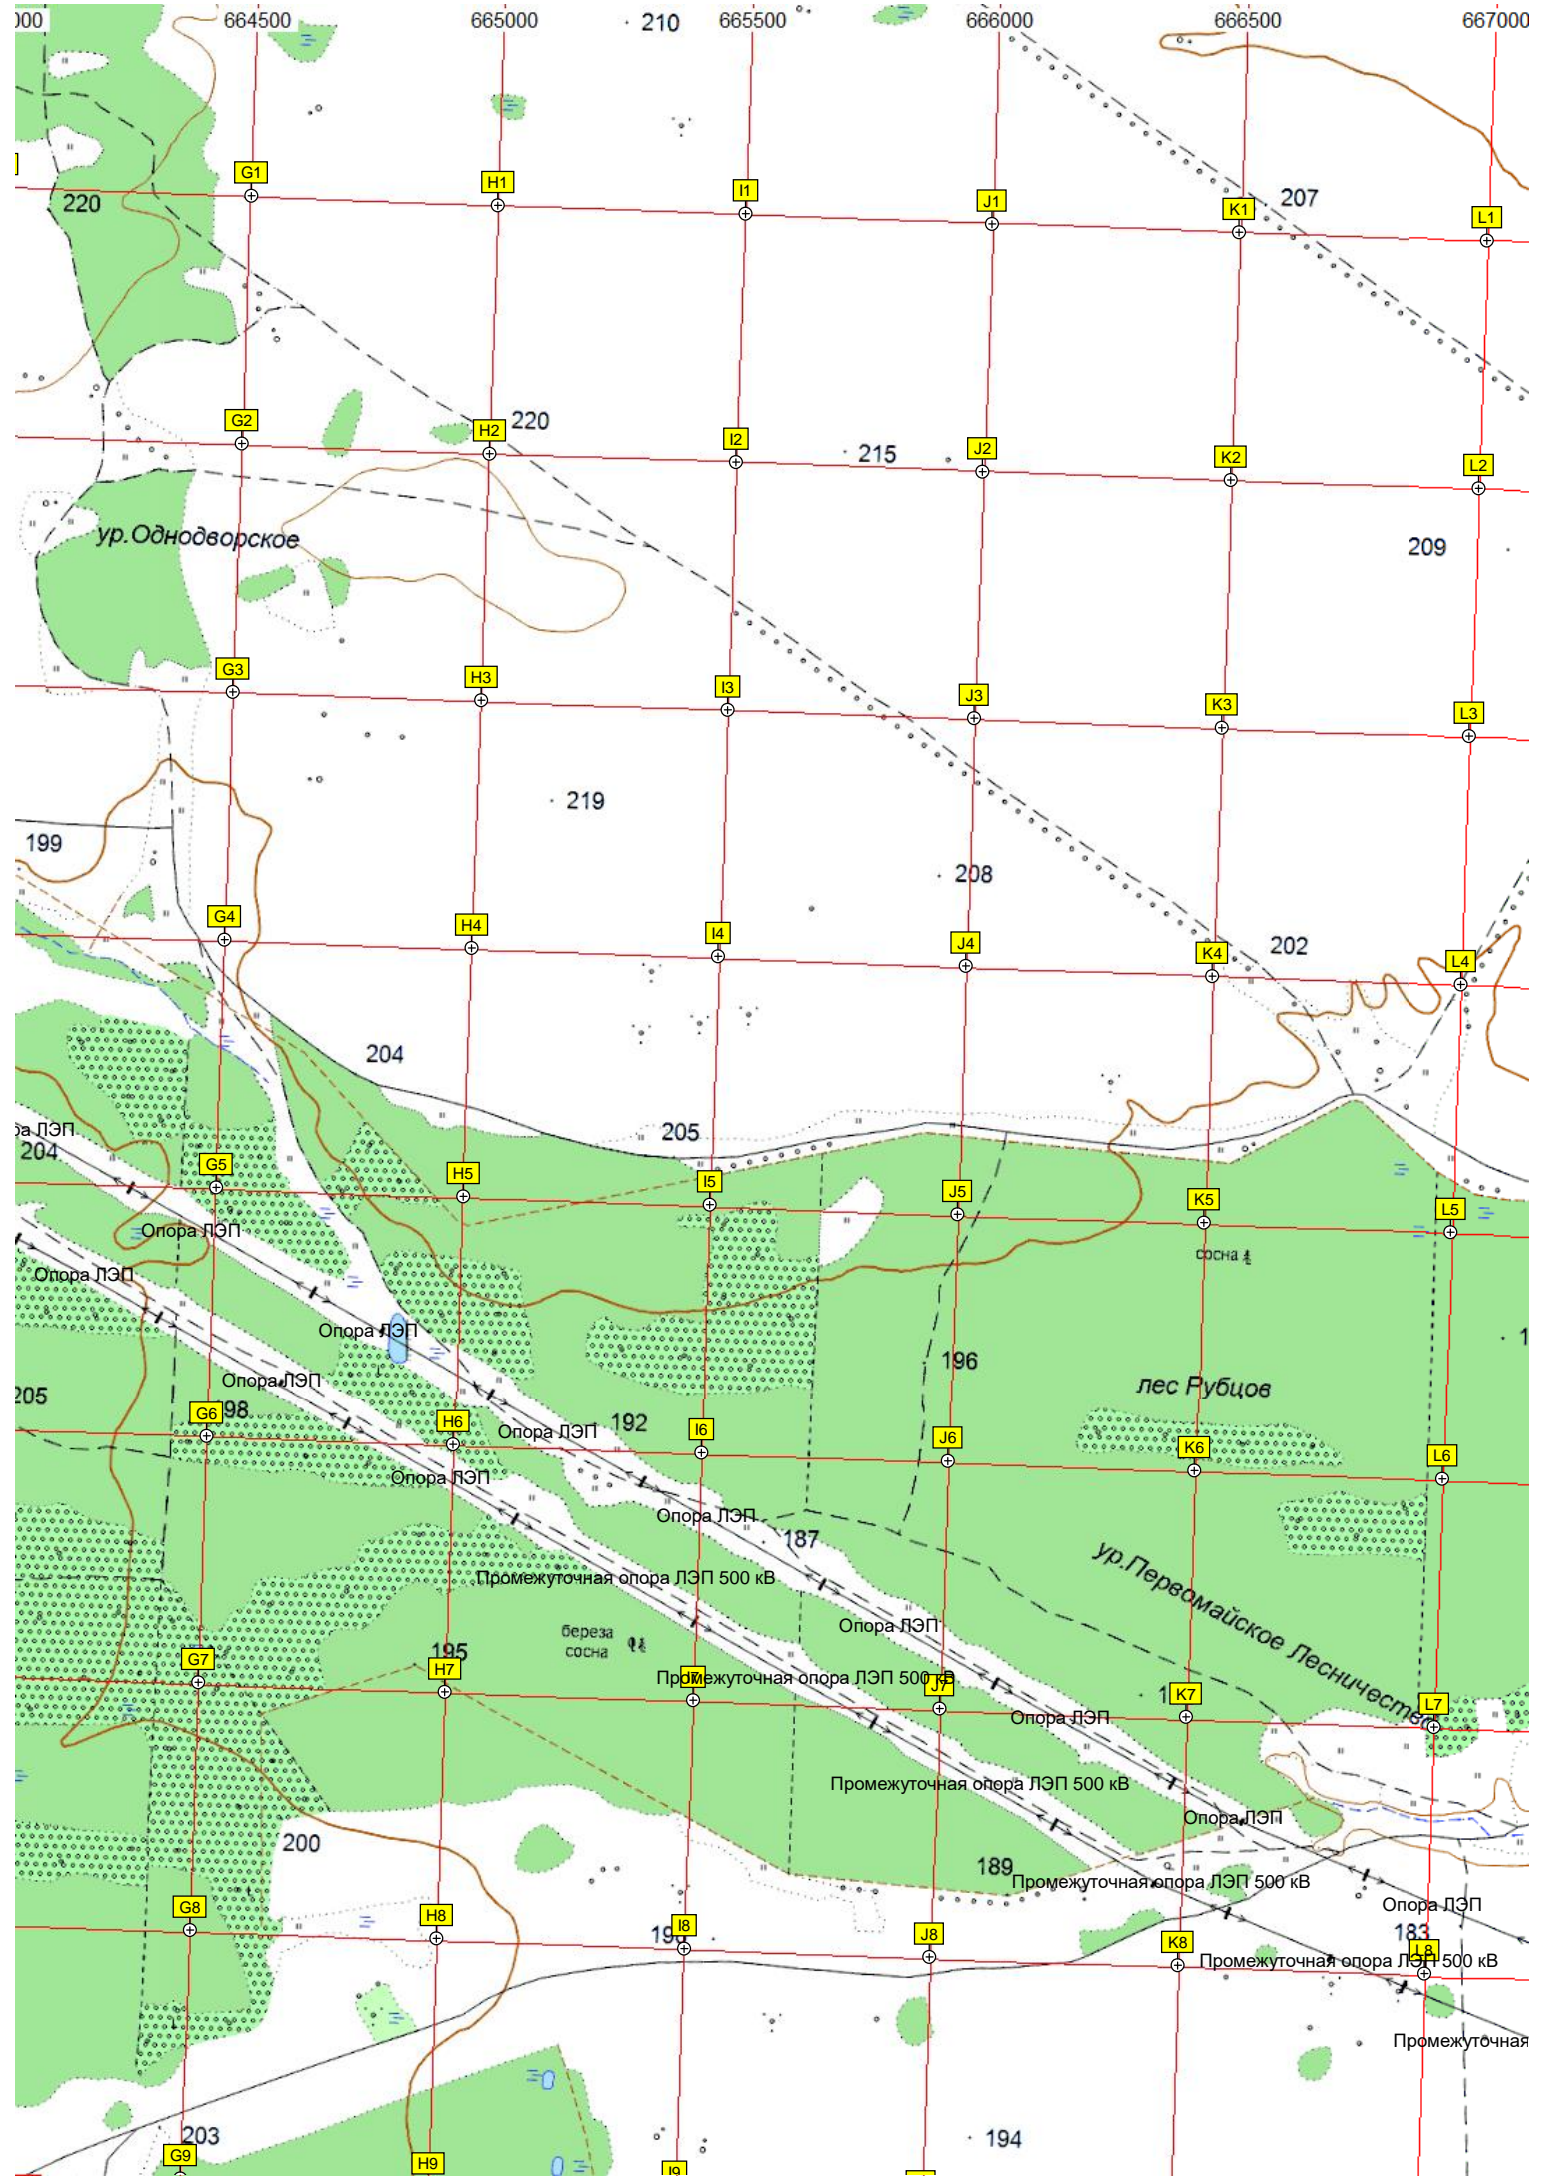 000 664500 665000 665500 666000 666500 667000
210
G1 H1 I1 J1 K1 L1
220
207
G2 H2 I2 J2 K2 L2
220
215
209
ур.Однодворское
G3 H3 I3 J3 K3 L3
219
199
208
G4 H4 I4 J4 K4 L4
202
204
205
ра ЛЭП
204
G5 H5 I5 J5 K5 L5
Опора ЛЭП
сосна
Опора ЛЭП
Опора ЛЭП
196
Опора ЛЭП
лес Рубцов
205
G6 98 H6 I6 J6 K6 L6
192
Опора ЛЭП
Опора ЛЭП
Опора ЛЭП
187
ур.Первомайское Лесничество
Промежуточная опора ЛЭП 500 кВ
береза
сосна
Опора ЛЭП
195
G7 H7 I7 J7 K7 L7
Промежуточная опора ЛЭП 500 кВ
Опора ЛЭП
Промежуточная опора ЛЭП 500 кВ
Опора ЛЭП
200
189
Промежуточная опора ЛЭП 500 кВ
Опора ЛЭП
G8 H8 I8 J8 K8 L8
183
Промежуточная опора ЛЭП 500 кВ
Промежуточная
203
194
G9 H9 I9